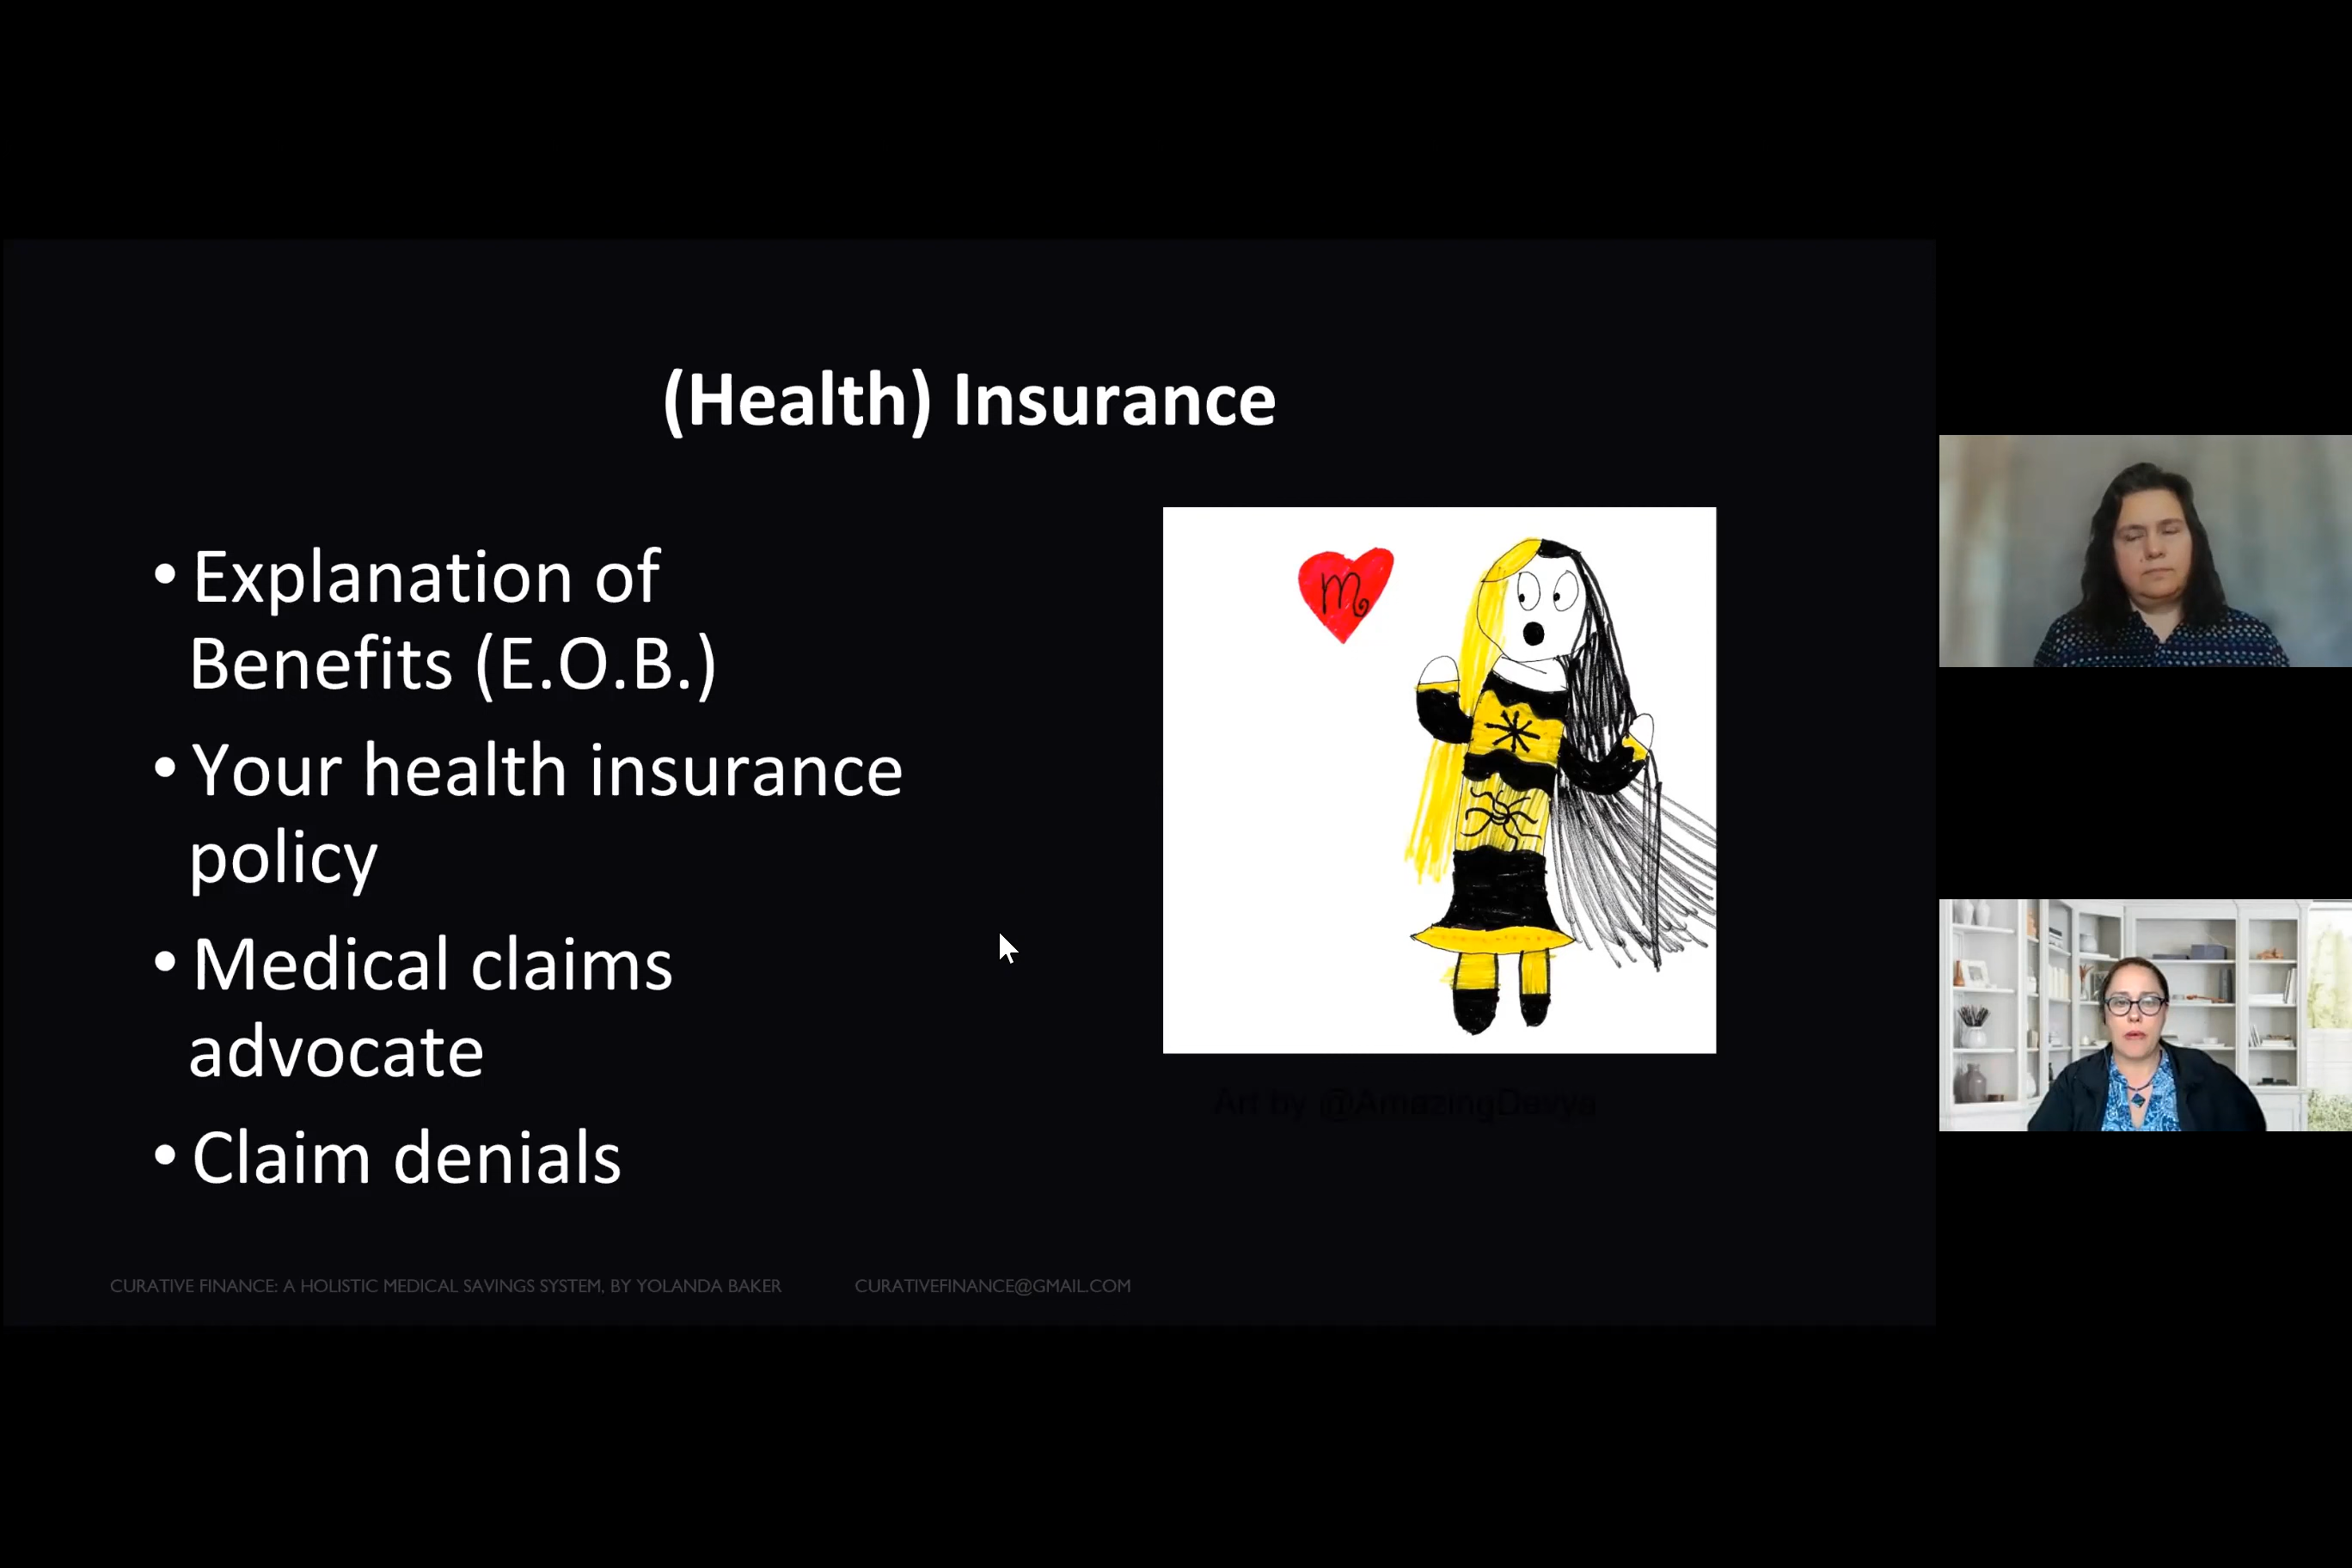 (Health) Insurance
• Explanation of
Benefits (E.O.B.)
• Your health insurance
policy
• Medical claims
advocate
• Claim denials
m
Art by @AmazingDevya
CURATIVE FINANCE: A HOLISTIC MEDICAL SAVINGS SYSTEM, BY YOLANDA BAKER
CURATIVEFINANCE@GMAIL.COM